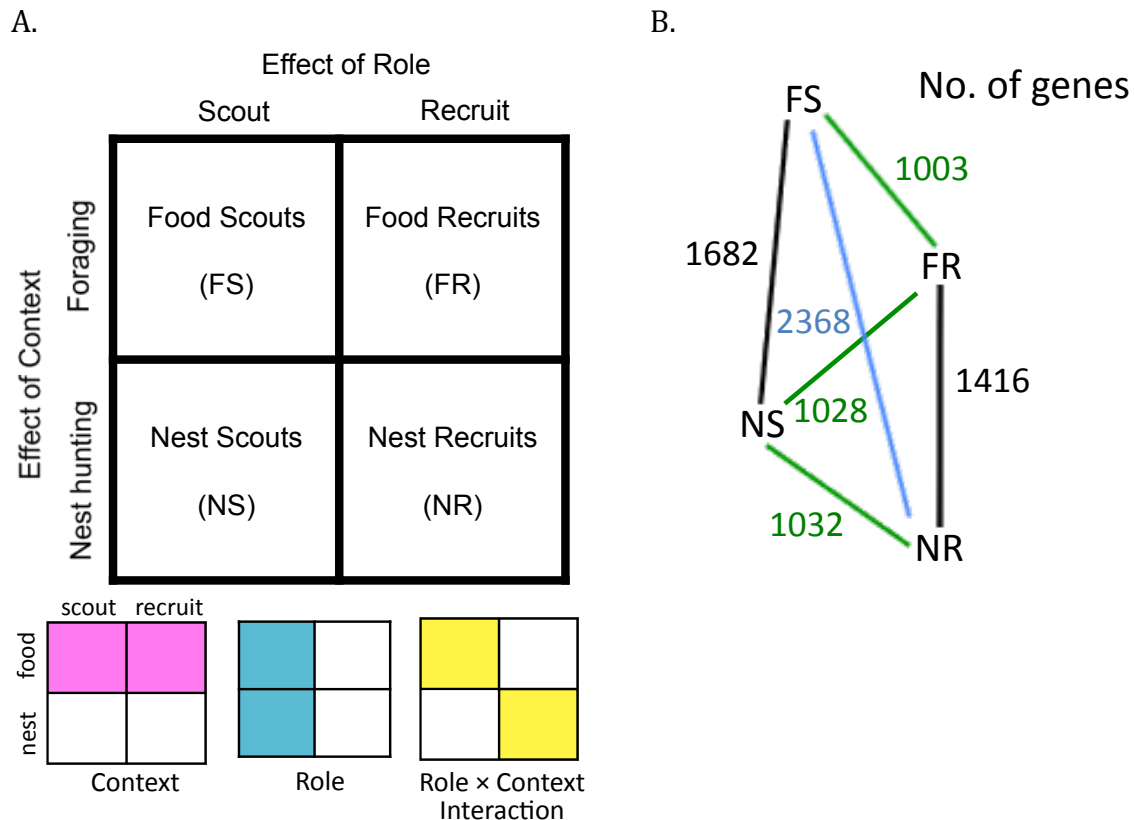 A.
Effect of Role
Scout
Recruit
Effect of Context
Foraging
Nest hunting
Food Scouts
(FS)
Food Recruits
(FR)
Nest Scouts
(NS)
Nest Recruits
(NR)
scout
recruit
food
nest
Context
Role
Role × Context
Interaction
B.
No. of genes
FS
1003
FR
1682
2368
1416
NS
1028
1032
NR